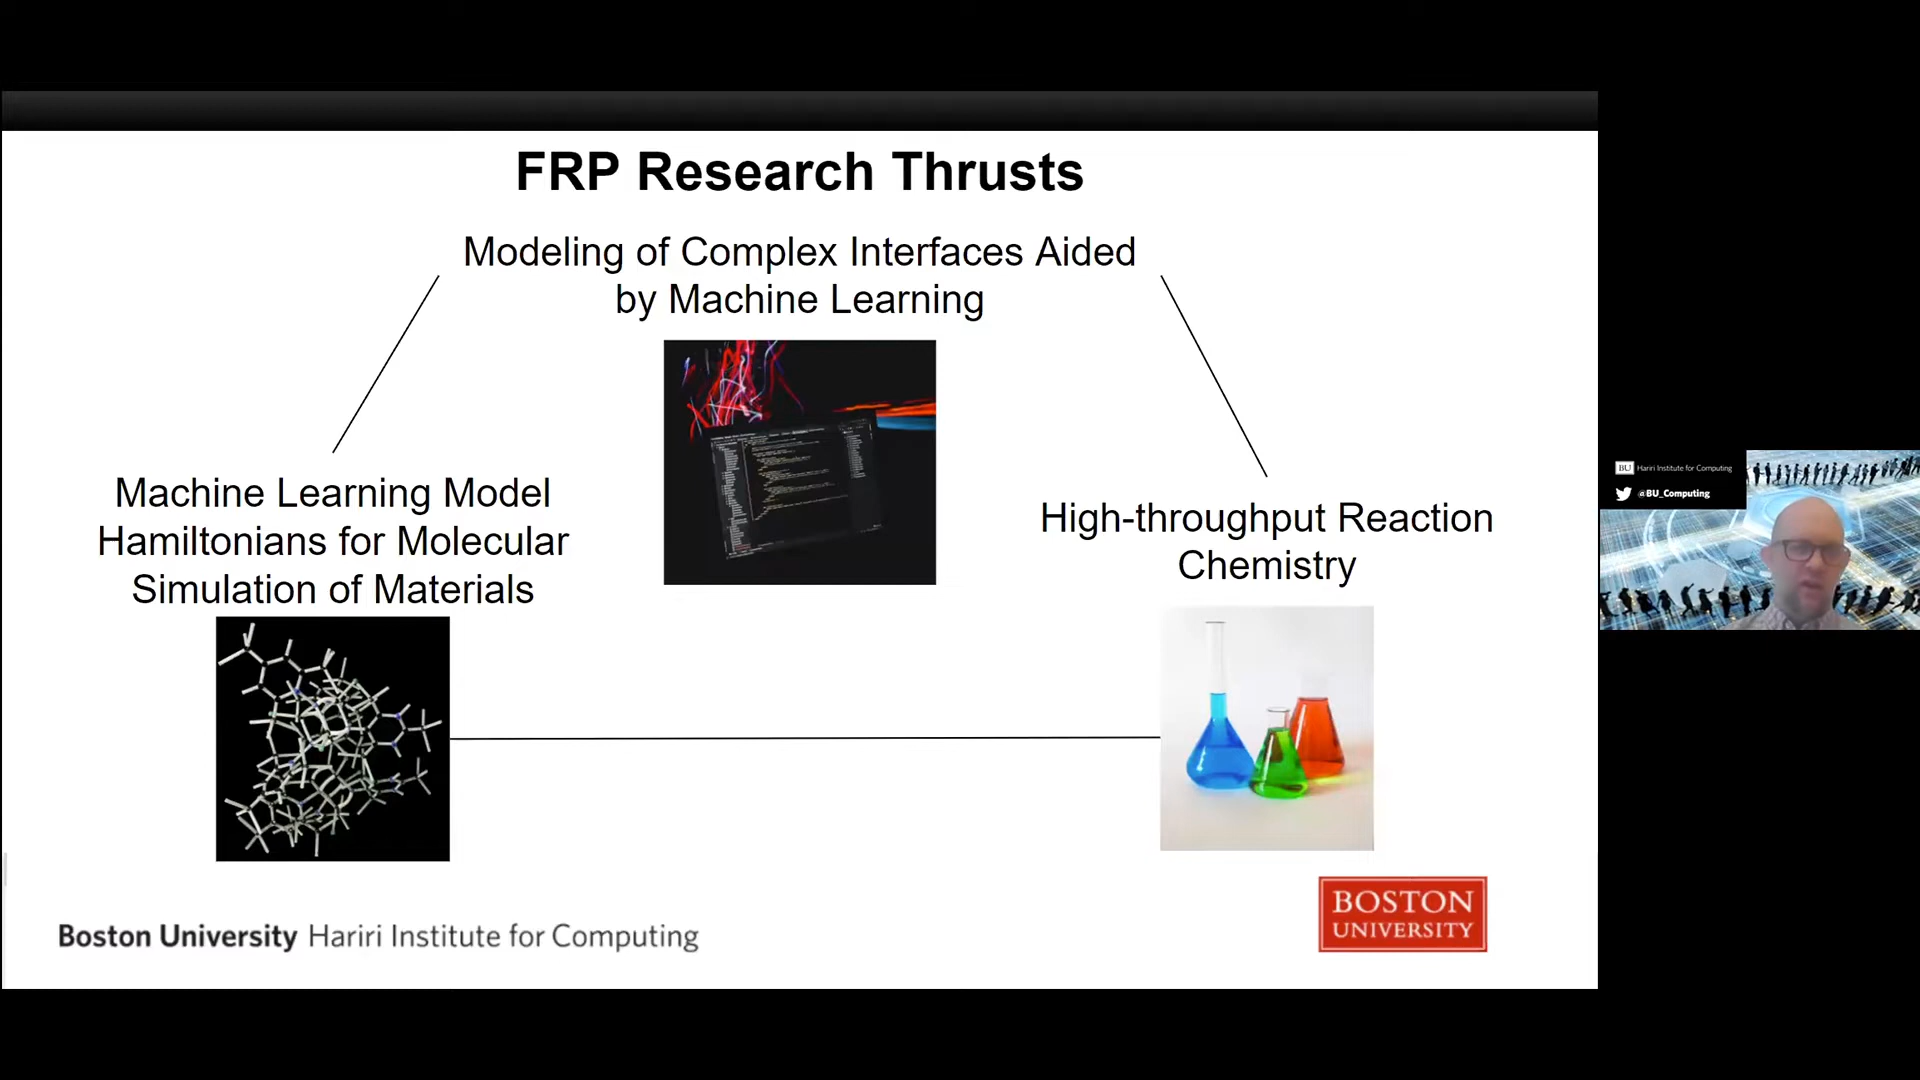 FRP Research Thrusts
Modeling of Complex Interfaces Aided
by Machine Learning
Machine Learning Model
Hamiltonians for Molecular
Simulation of Materials
High-throughput Reaction
Chemistry
Boston University Hariri Institute for Computing
BOSTON
UNIVERSITY
BU Hariri Institute for Computing
@BU_Computing